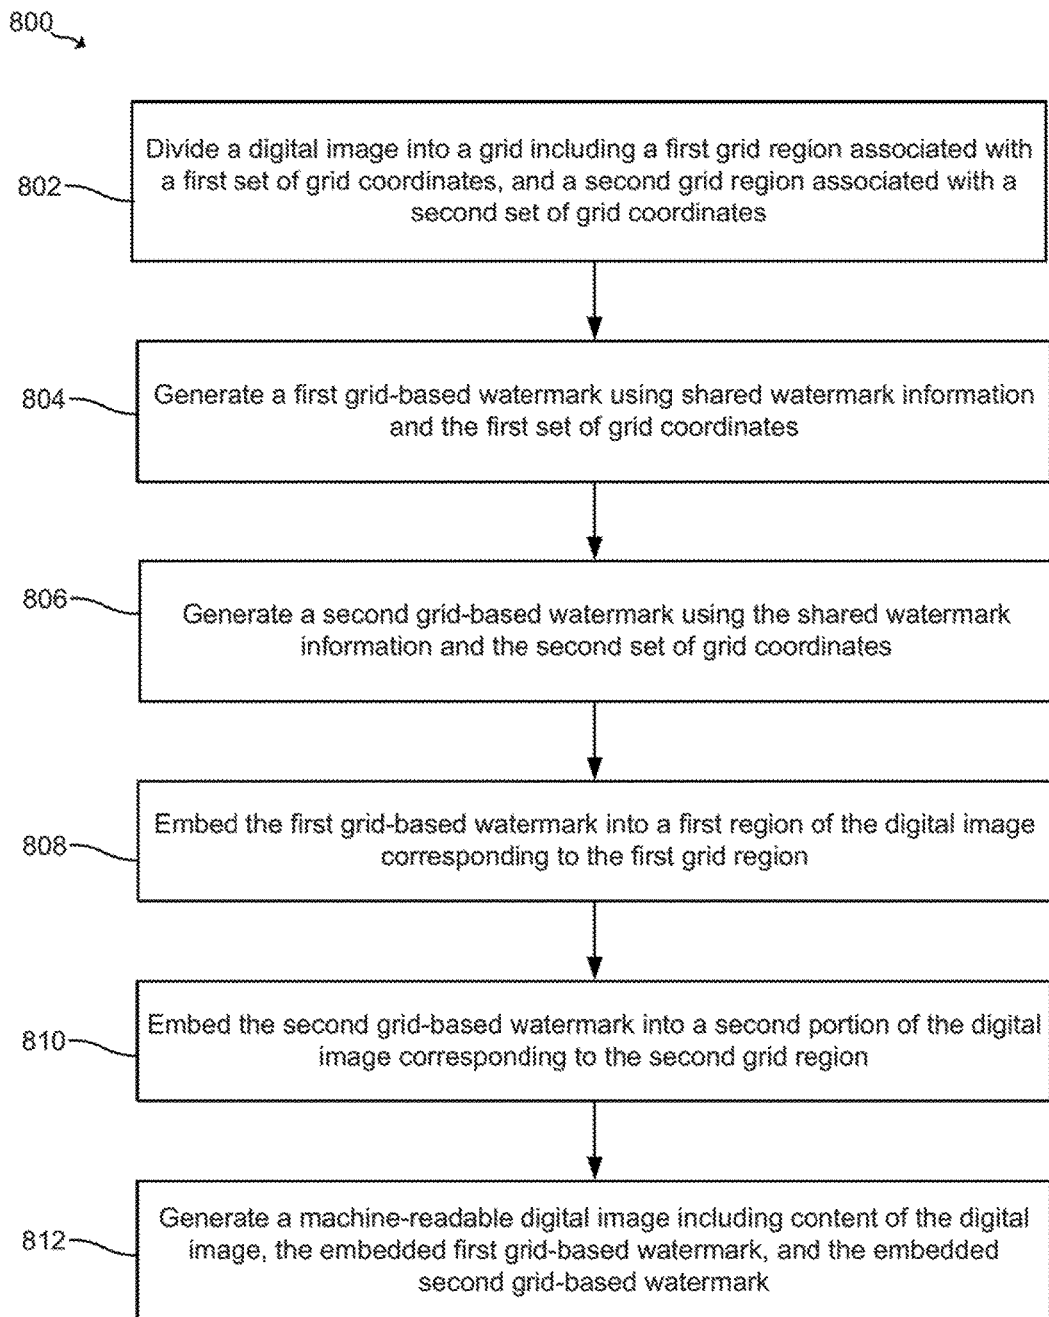 800
Divide a digital image into a grid including a first grid region associated with
a first set of grid coordinates, and a second grid region associated with a
second set of grid coordinates
802
Generate a first grid-based watermark using shared watermark information
and the first set of grid coordinates
804
Generate a second grid-based watermark using the shared watermark
information and the second set of grid coordinates
806
Embed the first grid-based watermark into a first region of the digital image
corresponding to the first grid region
808
Embed the second grid-based watermark into a second portion of the digital
image corresponding to the second grid region
810
Generate a machine-readable digital image including content of the digital
image, the embedded first grid-based watermark, and the embedded
second grid-based watermark
812